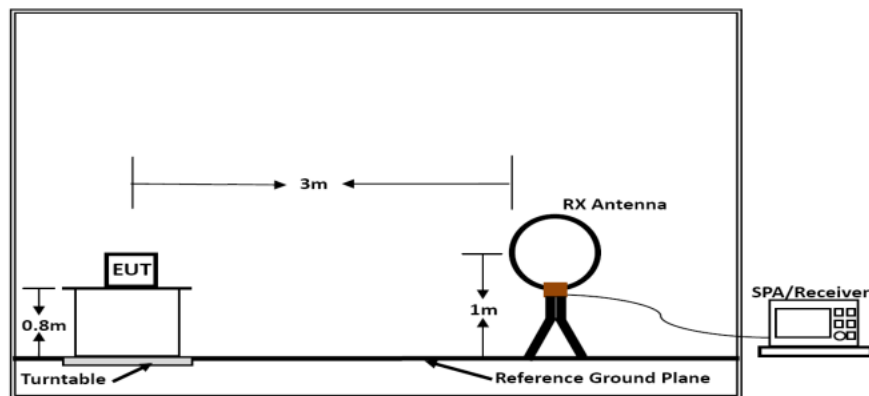 3m
RX Antenna
EUT
SPA/Receiver
0.8m
1m
Turntable
Reference Ground Plane